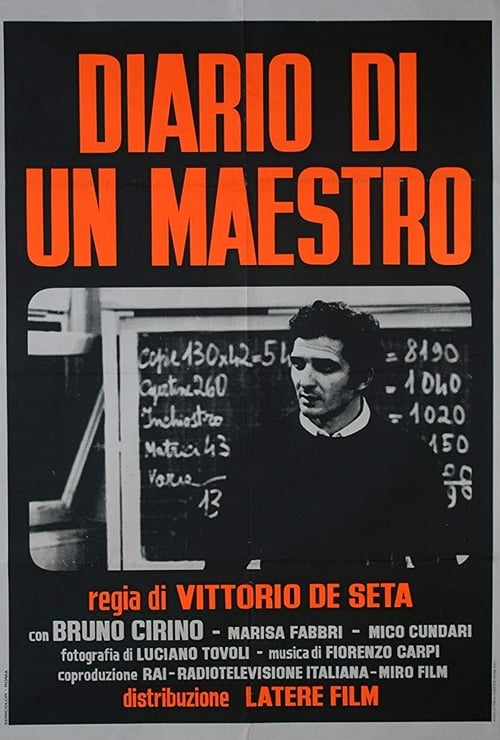 DIARIO DI
UN MAESTRO
Copie 130x42=54
= 8190
Copertine 260
= 1040
Inchiostro
= 1020
Matrici 43
150
Varie
13
90
regia di VITTORIO DE SETA
con BRUNO CIRINO - MARISA FABBRI - MICO CUNDARI
fotografia di LUCIANO TOVOLI - musica di FIORENZO CARPI
coproduzione RAI-RADIOTELEVISIONE ITALIANA-MIRO FILM
distribuzione LATERE FILM